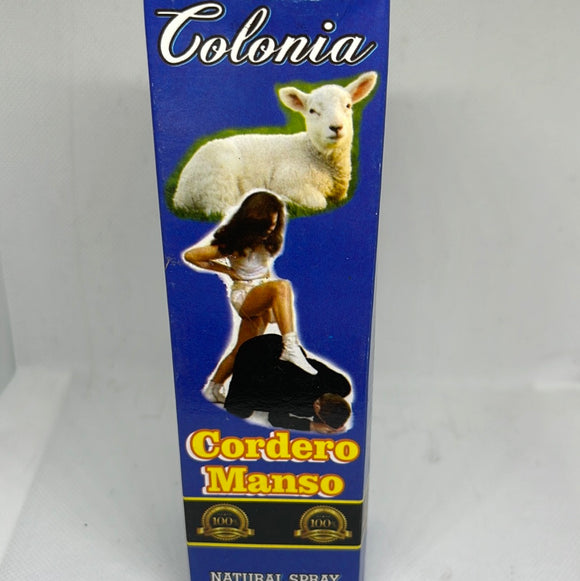 Colonia
Cordero
Manso
100% 100%
NATURAL SPRAY